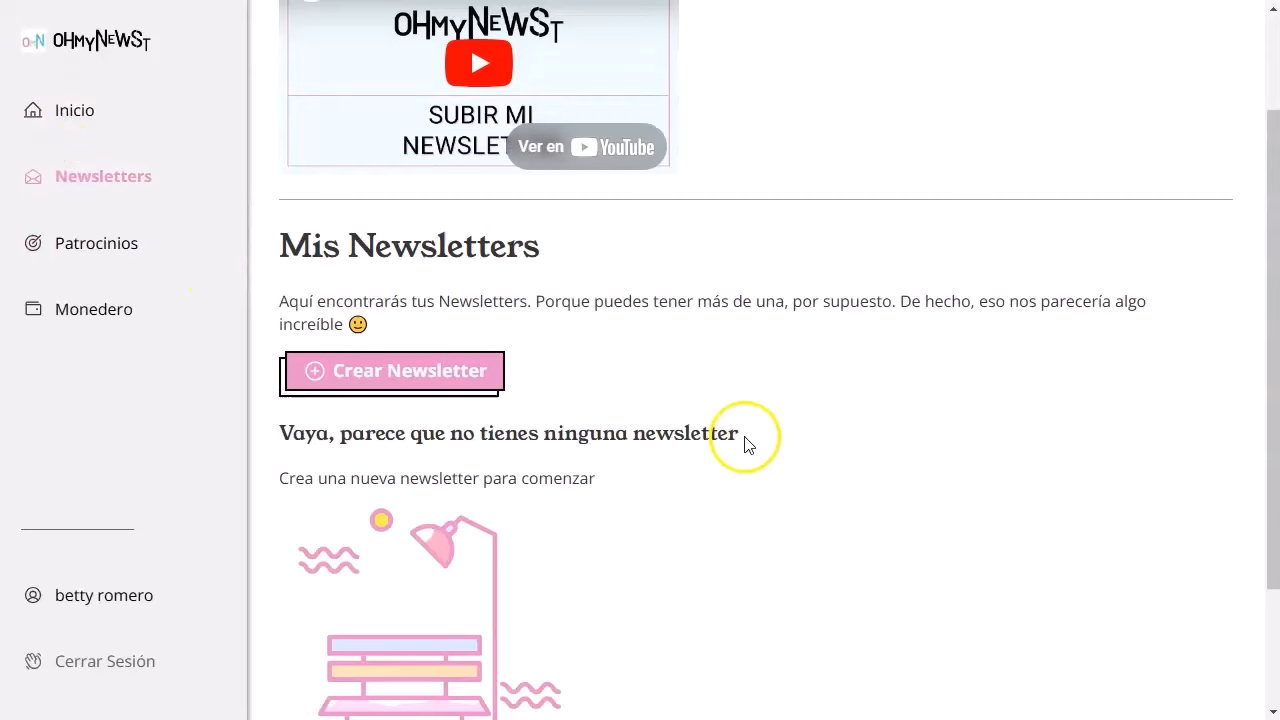 OHN OHMYNEWST
Inicio
Newsletters
Patrocinios
Monedero
betty romero
Cerrar Sesión
OHMYNEWST
SUBIR MI
NEWSLET
Ver en YouTube
Mis Newsletters
Aquí encontrarás tus Newsletters. Porque puedes tener más de una, por supuesto. De hecho, eso nos parecería algo
increíble 🙂
Crear Newsletter
Vaya, parece que no tienes ninguna newsletter
Crea una nueva newsletter para comenzar